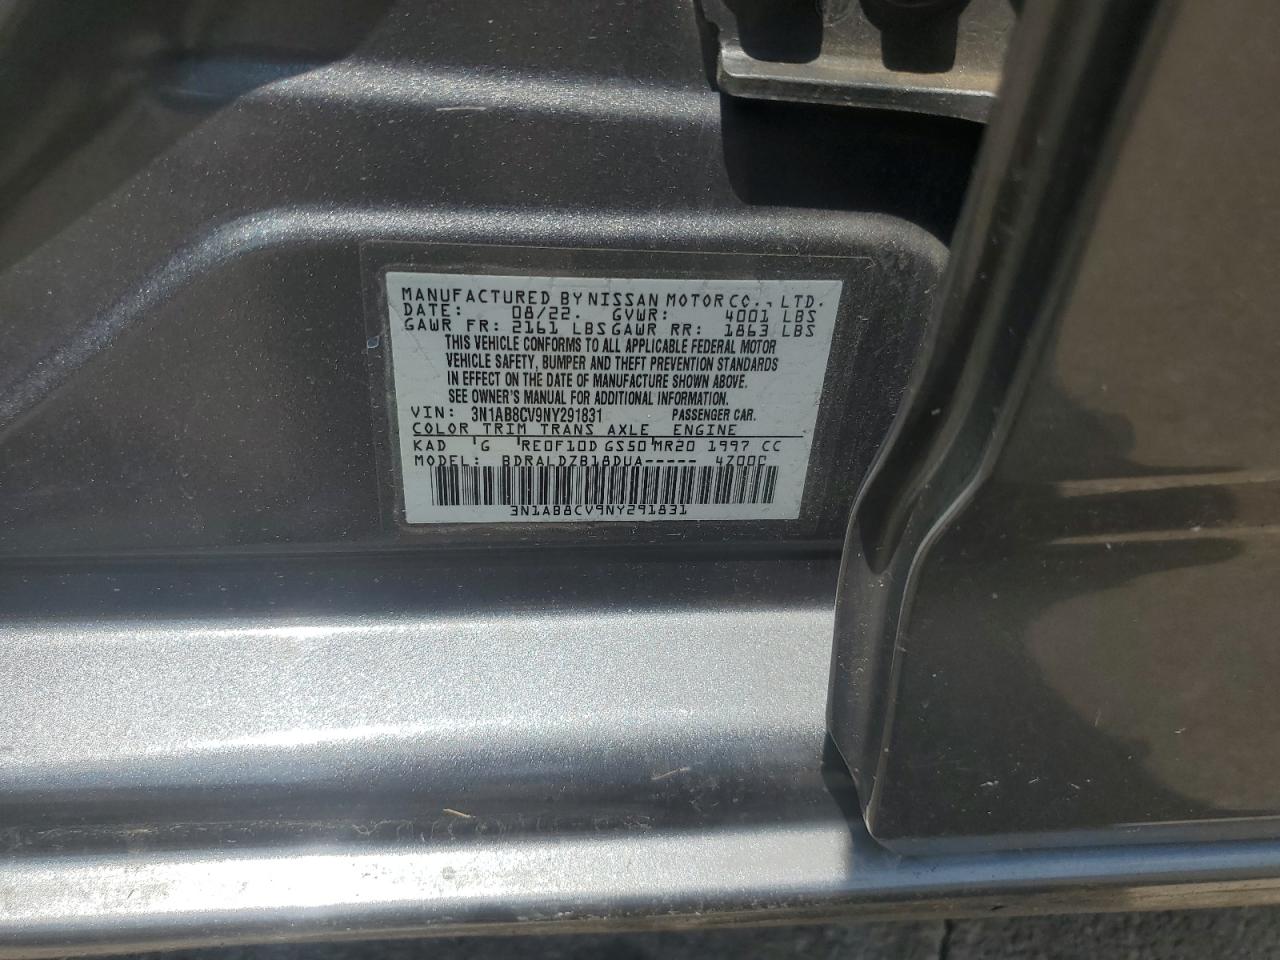 MANUFACTURED BY NISSAN MOTOR CO., LTD.
DATE: 08/22. GVWR: 4001 LBS
GAWR FR: 2161 LBS GAWR RR: 1863 LBS
THIS VEHICLE CONFORMS TO ALL APPLICABLE FEDERAL MOTOR
VEHICLE SAFETY, BUMPER AND THEFT PREVENTION STANDARDS
IN EFFECT ON THE DATE OF MANUFACTURE SHOWN ABOVE.
SEE OWNER'S MANUAL FOR ADDITIONAL INFORMATION.
VIN: 3N1AB8CV9NY291831 PASSENGER CAR.
COLOR TRIM TRANS AXLE ENGINE
KAD G RE0F10D GS50 MR20 1997 CC
MODEL: BDRALDZB18DUA----- 4Z00C
3N1AB8CV9NY291831